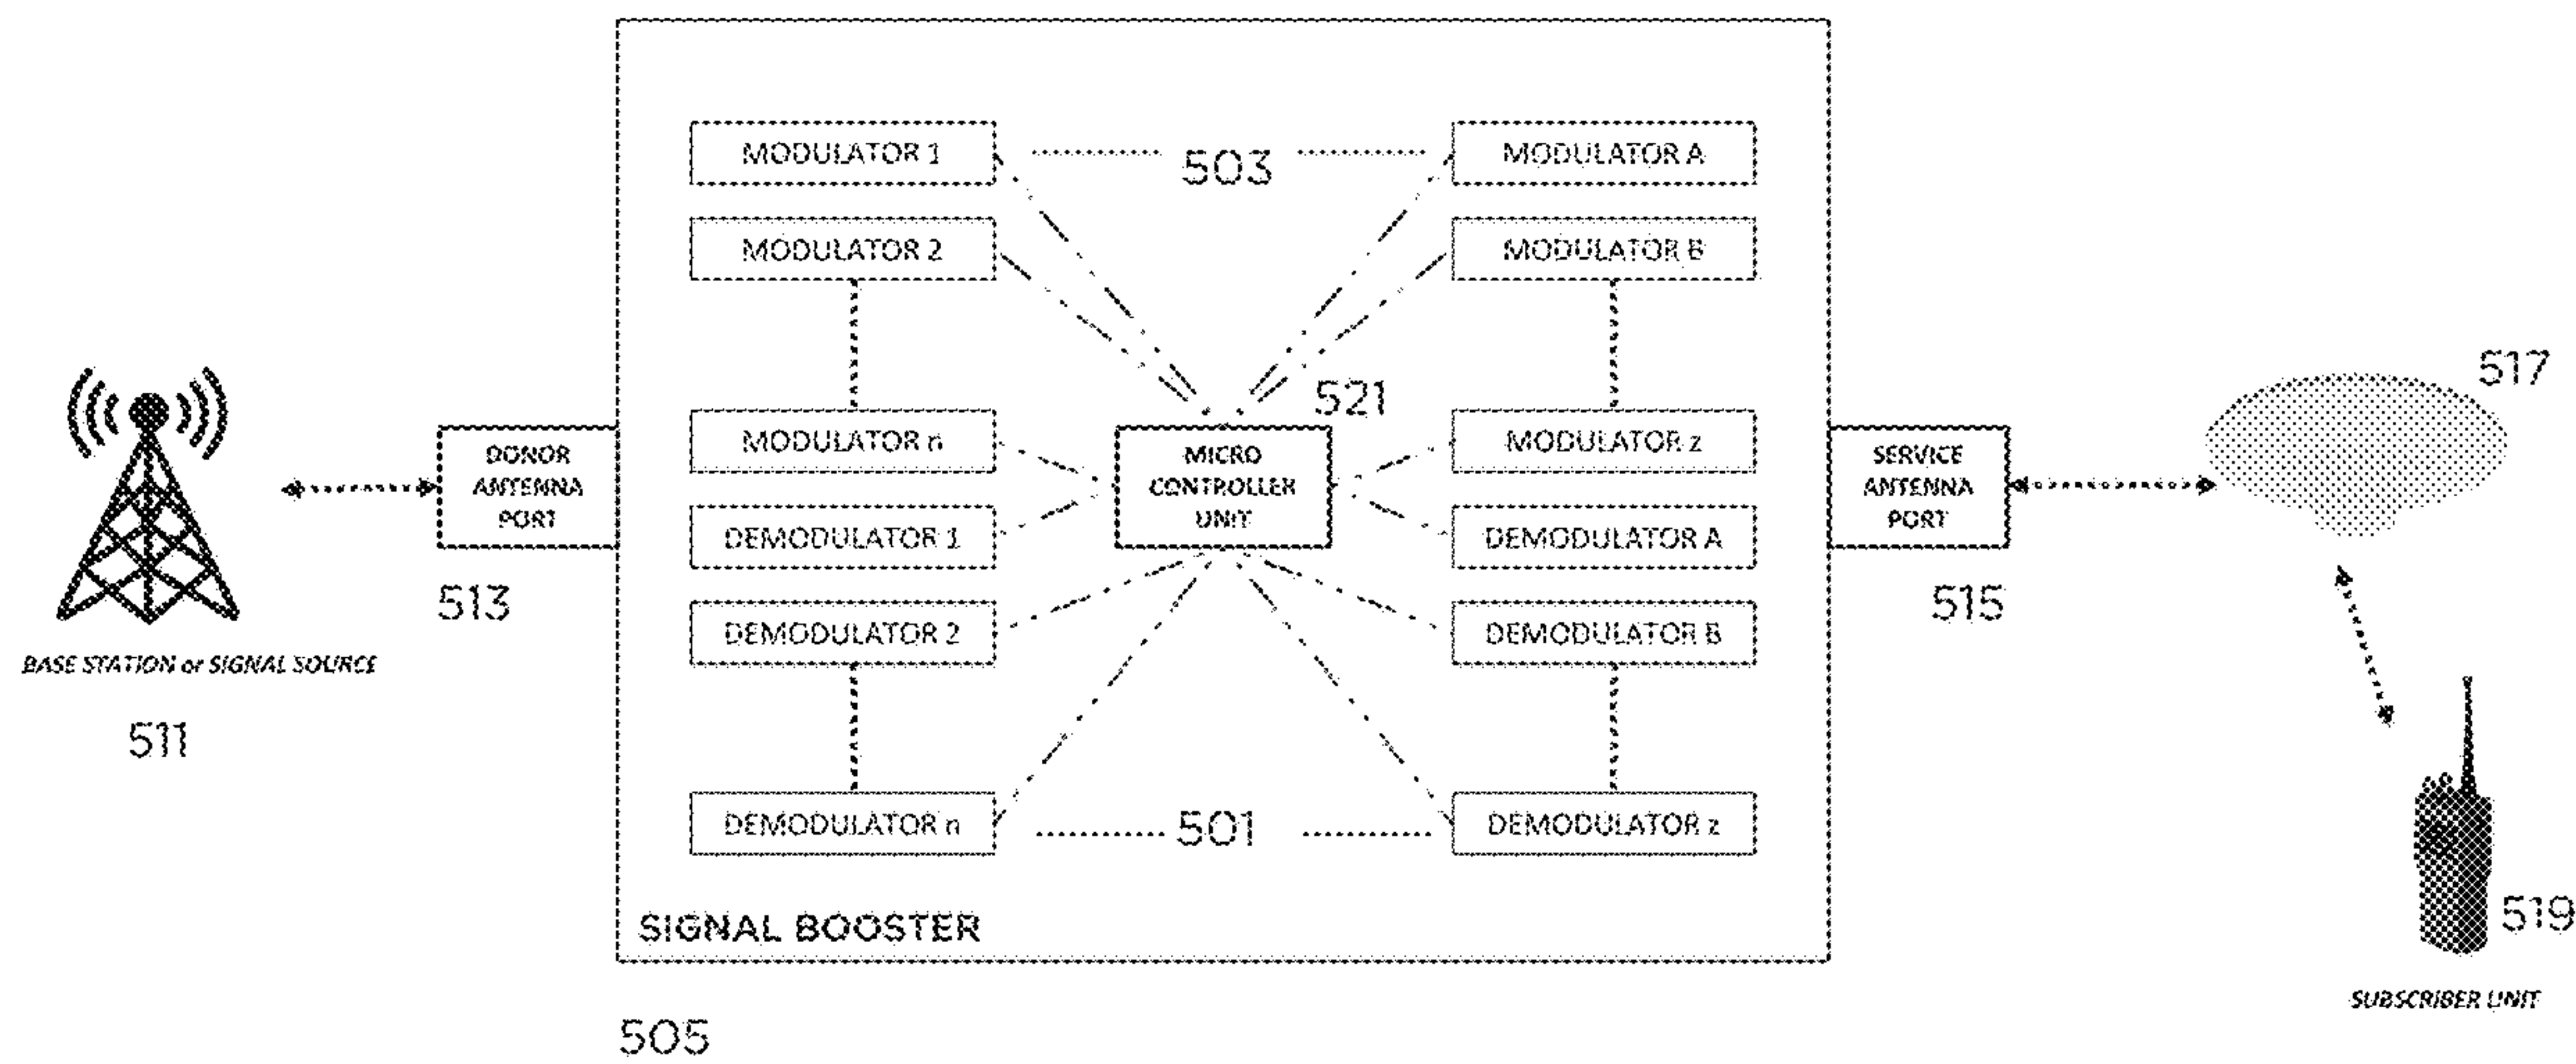 MODULATOR 1
503
MODULATOR A
MODULATOR 2
MODULATOR B
517
521
MODULATOR n
MODULATOR z
DONOR
ANTENNA
PORT
MICRO
CONTROLLER
UNIT
SERVICE
ANTENNA
PORT
DEMODULATOR 1
DEMODULATOR A
513
515
DEMODULATOR 2
DEMODULATOR B
BASE STATION or SIGNAL SOURCE
511
DEMODULATOR n
501
DEMODULATOR z
SIGNAL BOOSTER
519
SUBSCRIBER UNIT
505